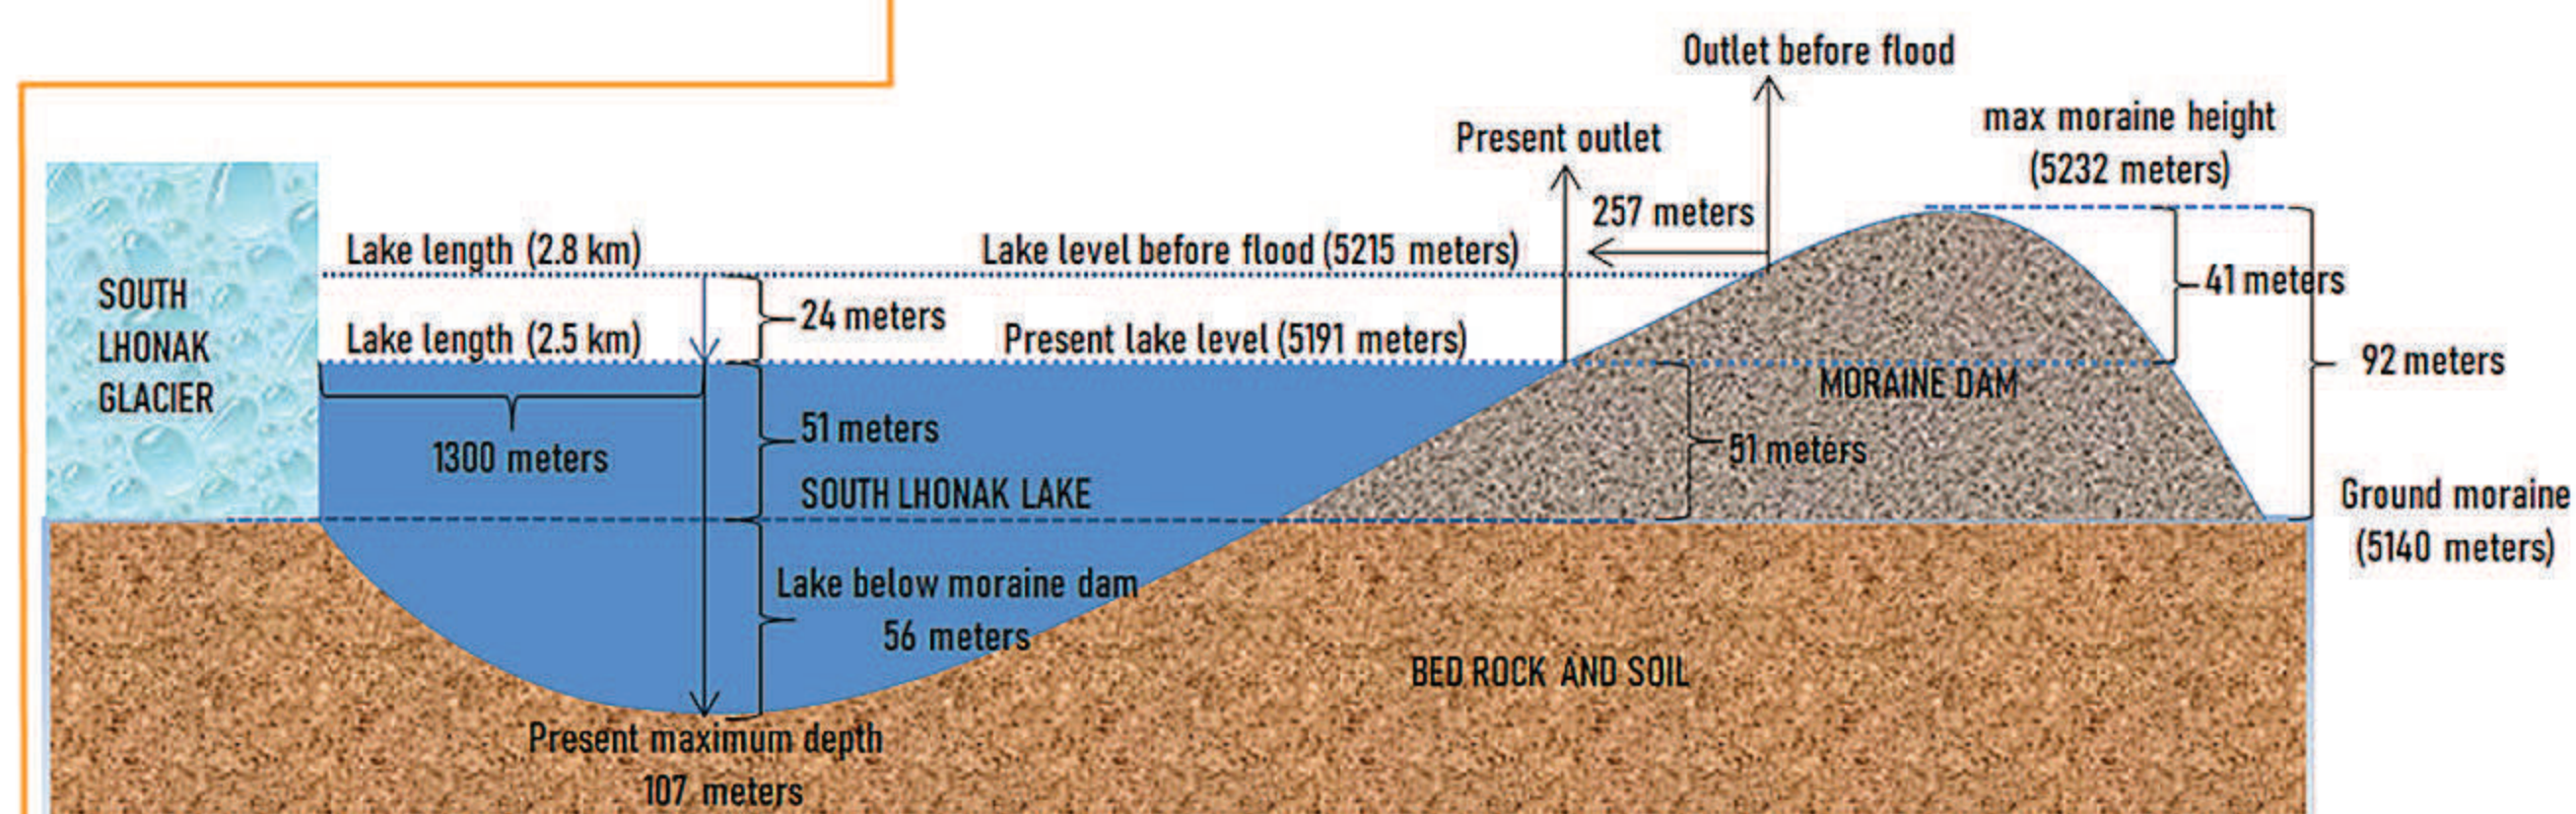 Outlet before flood
max moraine height
(5232 meters)
Present outlet
257 meters
Lake length (2.8 km)
Lake level before flood (5215 meters)
41 meters
SOUTH
LHONAK
GLACIER
24 meters
Lake length (2.5 km)
Present lake level (5191 meters)
92 meters
MORAINE DAM
51 meters
1300 meters
51 meters
SOUTH LHONAK LAKE
Ground moraine
(5140 meters)
Lake below moraine dam
56 meters
BED ROCK AND SOIL
Present maximum depth
107 meters